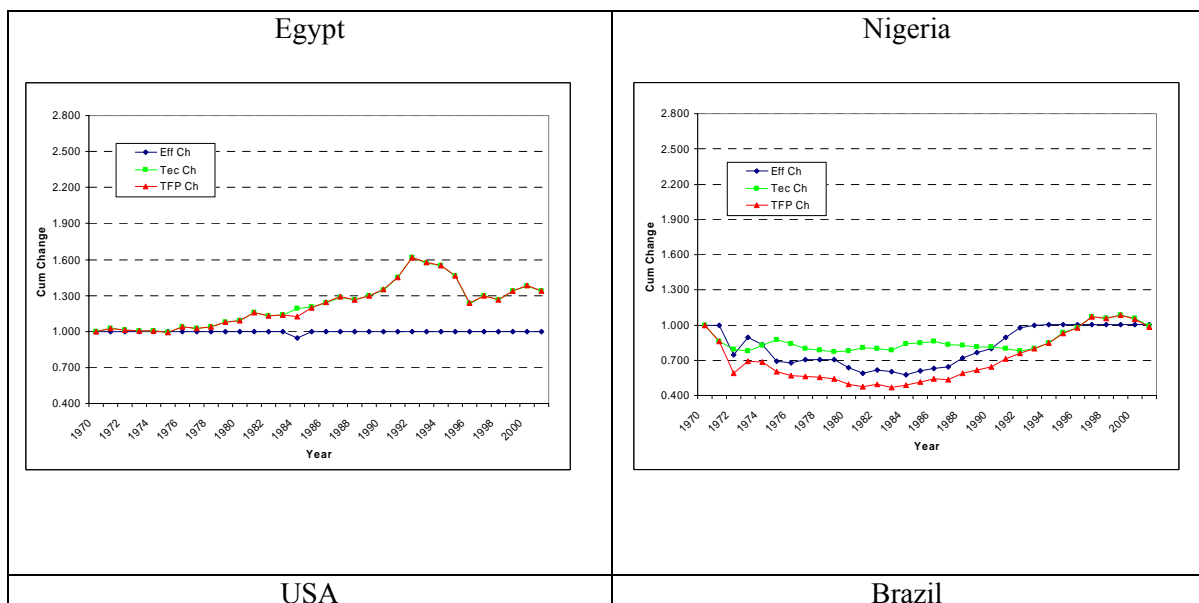 Egypt
Nigeria
2.800
2.500
2.200
1.900
1.600
1.300
1.000
0.700
0.400
Cum Change
Eff Ch
Tec Ch
TFP Ch
1970 1972 1974 1976 1978 1980 1982 1984 1986 1988 1990 1992 1994 1996 1998 2000
Year
2.800
2.500
2.200
1.900
1.600
1.300
1.000
0.700
0.400
Cum Change
Eff Ch
Tec Ch
TFP Ch
1970 1972 1974 1976 1978 1980 1982 1984 1986 1988 1990 1992 1994 1996 1998 2000
Year
USA
Brazil